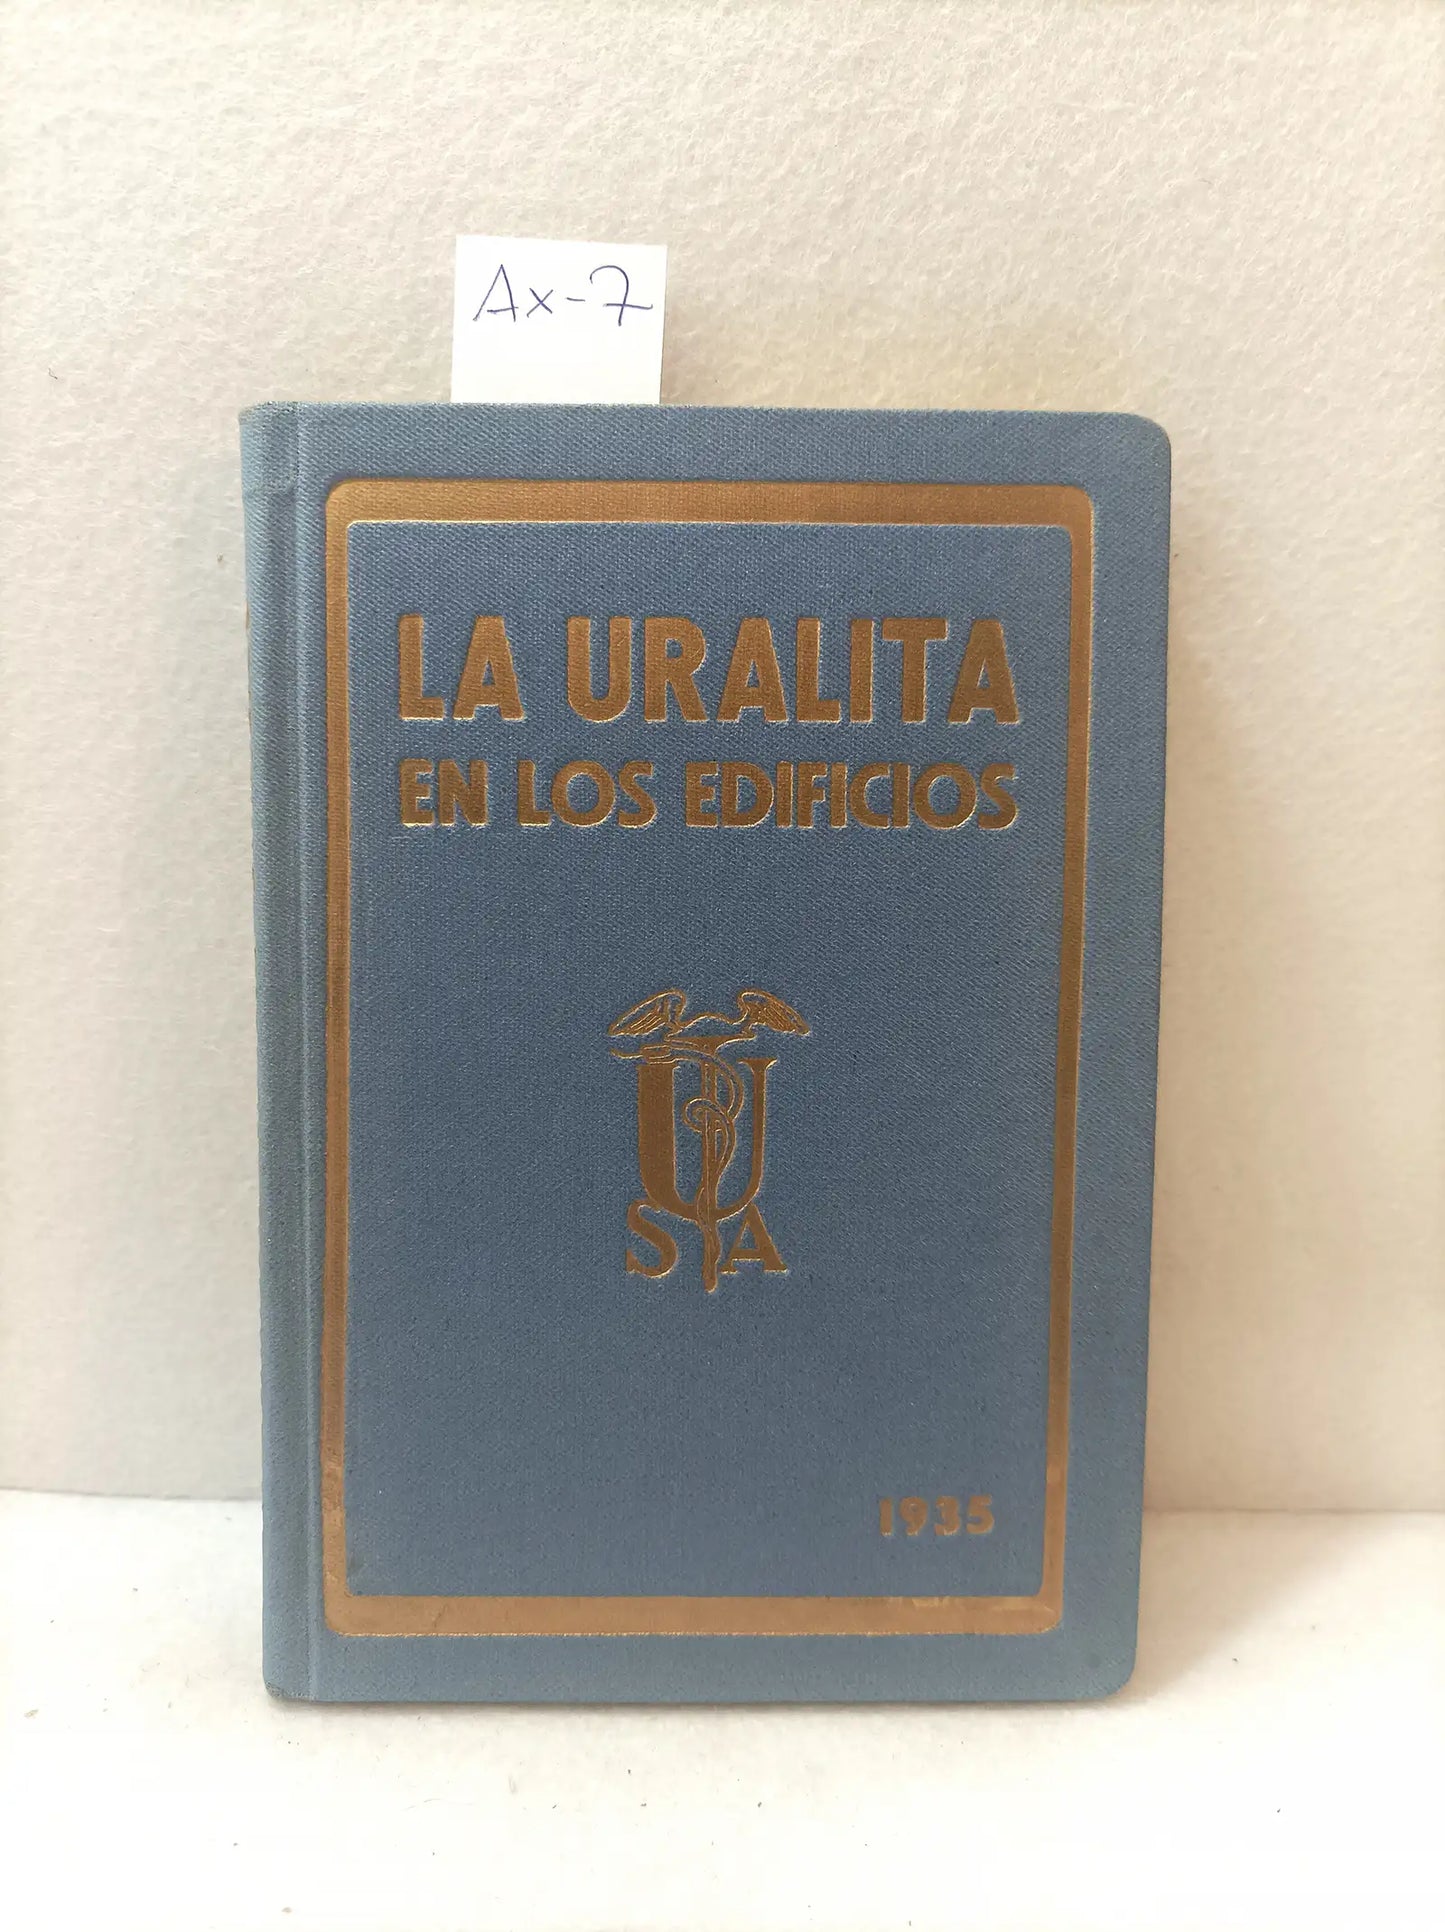 Ax-7
LA URALITA
EN LOS EDIFICIOS
U
S A
1935